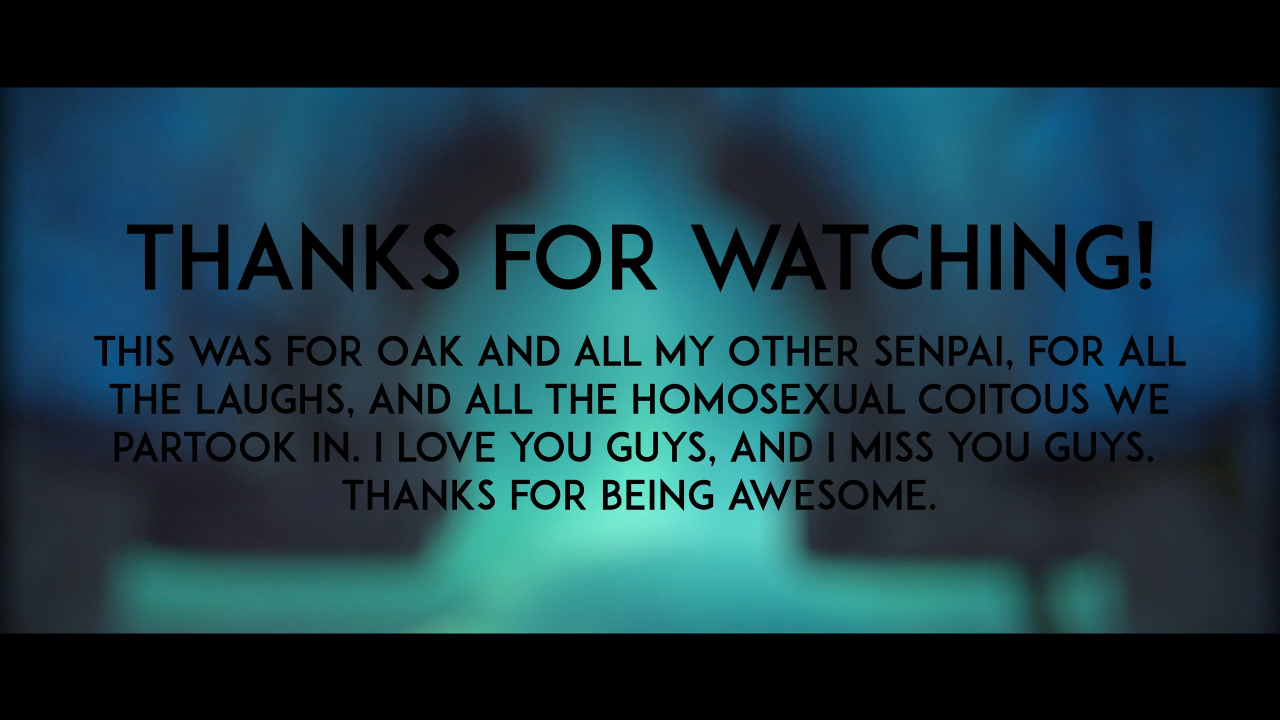 THANKS FOR WATCHING!
THIS WAS FOR OAK AND ALL MY OTHER SENPAI, FOR ALL
THE LAUGHS, AND ALL THE HOMOSEXUAL COITOUS WE
PARTOOK IN. I LOVE YOU GUYS, AND I MISS YOU GUYS.
THANKS FOR BEING AWESOME.